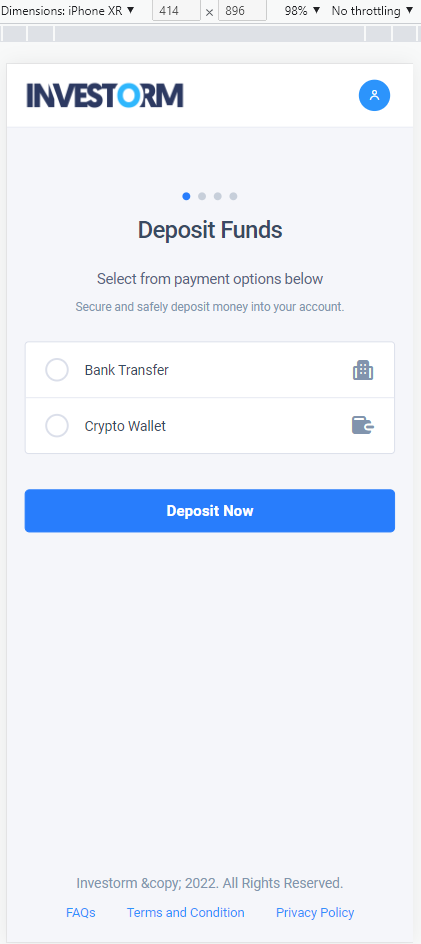 Dimensions: iPhone XR ▼ 414 × 896 98% ▼ No throttling ▼
INVESTORM
Deposit Funds
Select from payment options below
Secure and safely deposit money into your account.
Bank Transfer
Crypto Wallet
Deposit Now
Investorm &copy; 2022. All Rights Reserved.
FAQs Terms and Condition Privacy Policy